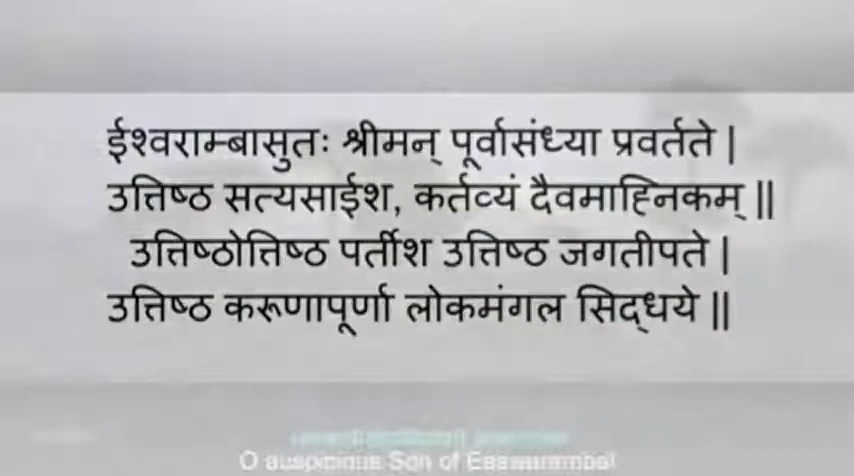 ईश्वराम्बासुतः श्रीमन् पूर्वासंध्या प्रवर्तते |
उत्तिष्ठ सत्यसाईश, कर्तव्यं दैवमाह्निकम् ||
उत्तिष्ठोत्तिष्ठ पर्तीश उत्तिष्ठ जगतीपते |
उत्तिष्ठ करूणापूर्णा लोकमंगल सिद्धये ||
O auspicious Son of Easwarambal